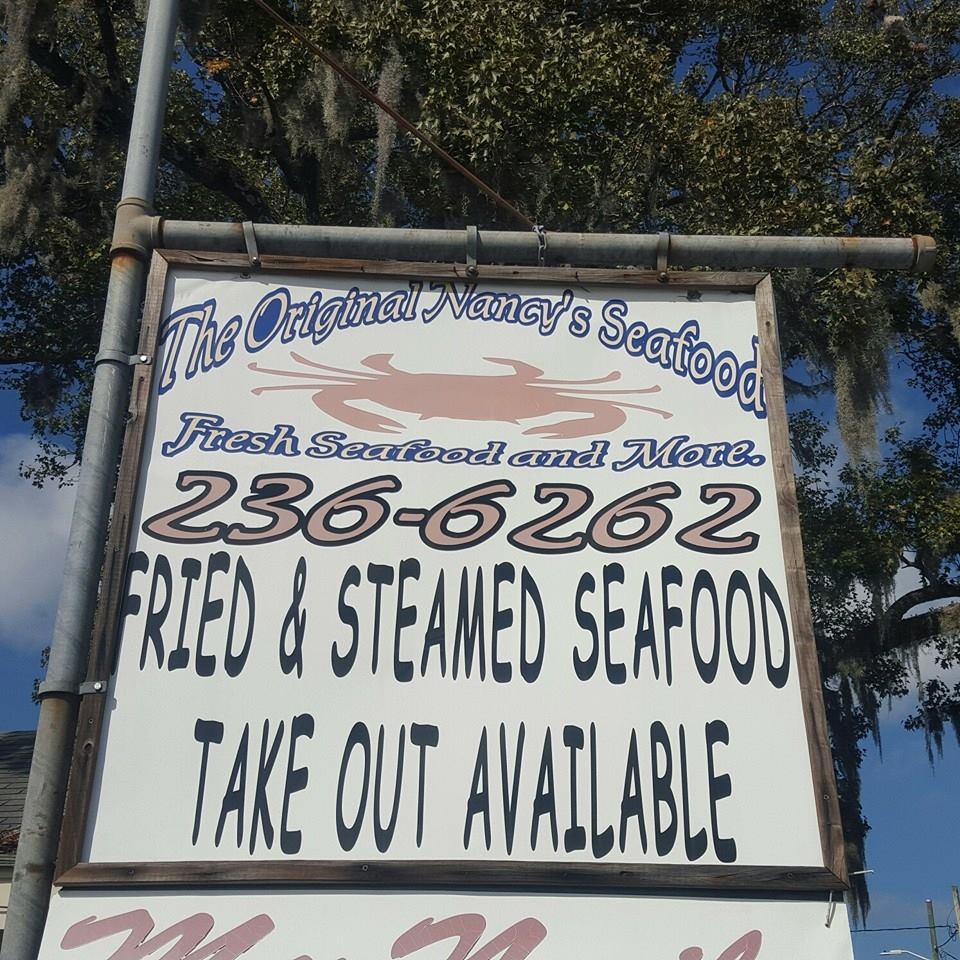 The Original Nancy's Seafood
Fresh Seafood and More.
236-6262
FRIED & STEAMED SEAFOOD
TAKE OUT AVAILABLE